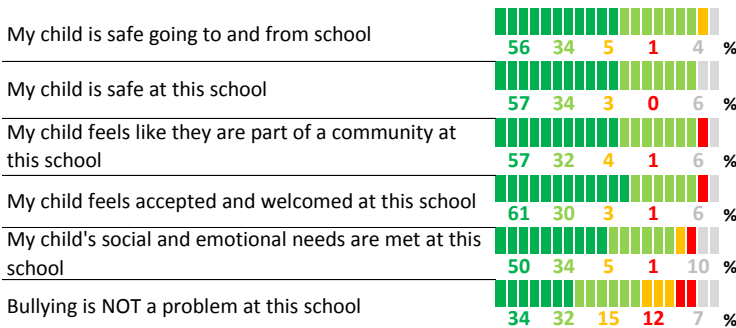 My child is safe going to and from school
56 34 5 1 4 %
My child is safe at this school
57 34 3 0 6 %
My child feels like they are part of a community at
this school
57 32 4 1 6 %
My child feels accepted and welcomed at this school
61 30 3 1 6 %
My child's social and emotional needs are met at this
school
50 34 5 1 10 %
Bullying is NOT a problem at this school
34 32 15 12 7 %